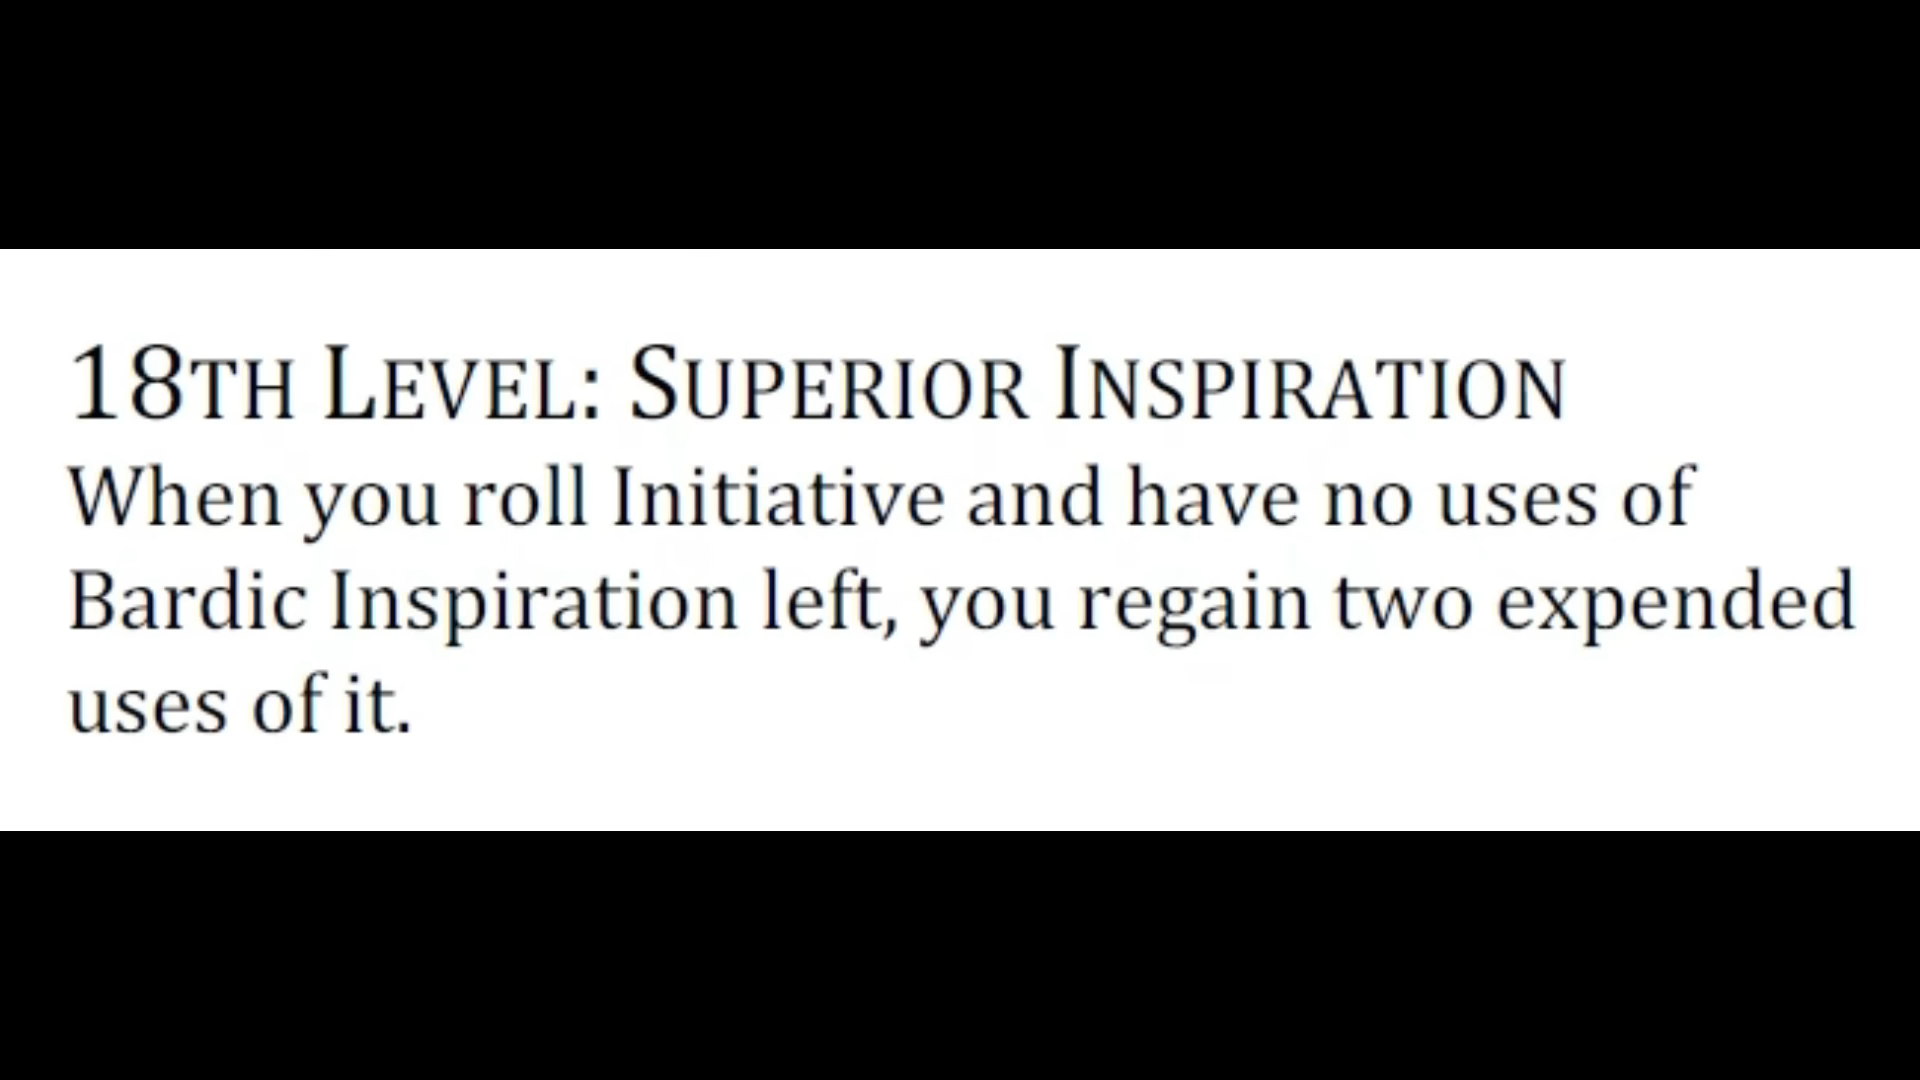 18TH LEVEL: SUPERIOR INSPIRATION
When you roll Initiative and have no uses of
Bardic Inspiration left, you regain two expended
uses of it.